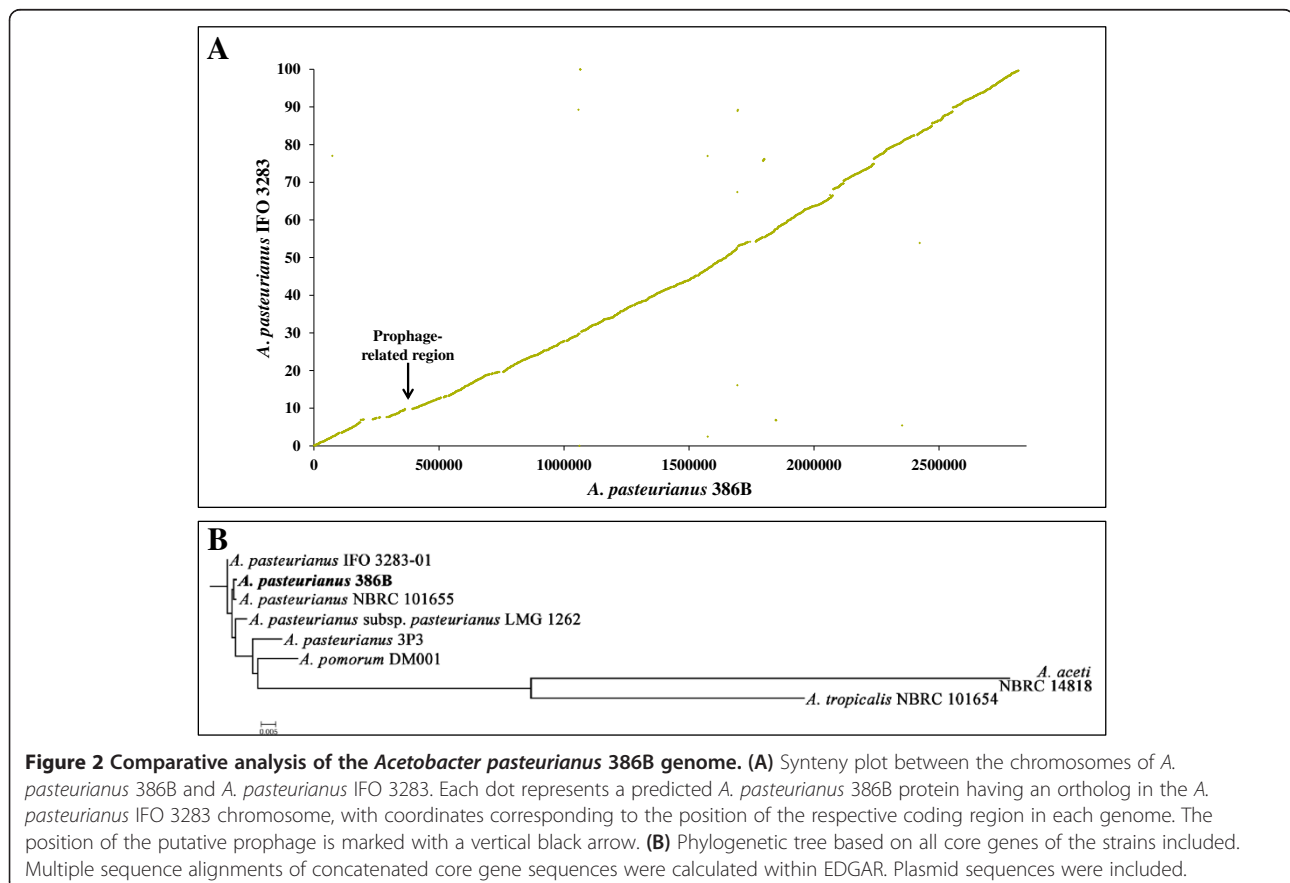 A
100
90
80
70
60
50
40
30
20
10
0
A. pasteurianus IFO 3283
Prophage-
related region
0 500000 1000000 1500000 2000000 2500000
A. pasteurianus 386B
B
A. pasteurianus IFO 3283-01
A. pasteurianus 386B
A. pasteurianus NBRC 101655
A. pasteurianus subsp. pasteurianus LMG 1262
A. pasteurianus 3P3
A. pomorum DM001
A. aceti
NBRC 14818
A. tropicalis NBRC 101654
0.005
Figure 2 Comparative analysis of the Acetobacter pasteurianus 386B genome. (A) Synteny plot between the chromosomes of A.
pasteurianus 386B and A. pasteurianus IFO 3283. Each dot represents a predicted A. pasteurianus 386B protein having an ortholog in the A.
pasteurianus IFO 3283 chromosome, with coordinates corresponding to the position of the respective coding region in each genome. The
position of the putative prophage is marked with a vertical black arrow. (B) Phylogenetic tree based on all core genes of the strains included.
Multiple sequence alignments of concatenated core gene sequences were calculated within EDGAR. Plasmid sequences were included.